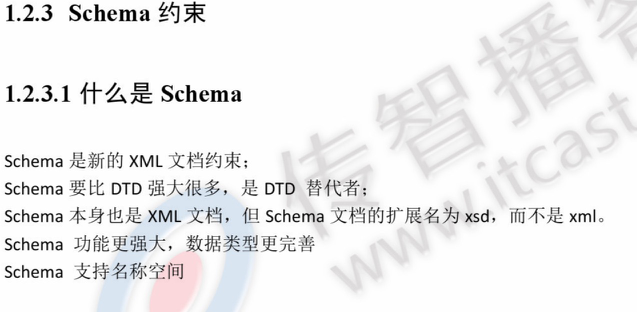 1.2.3 Schema 约束
1.2.3.1 什么是 Schema
Schema 是新的 XML 文档约束；
Schema 要比 DTD 强大很多，是 DTD 替代者；
Schema 本身也是 XML 文档，但 Schema 文档的扩展名为 xsd，而不是 xml。
Schema 功能更强大，数据类型更完善
Schema 支持名称空间
传智播客
www.itcast